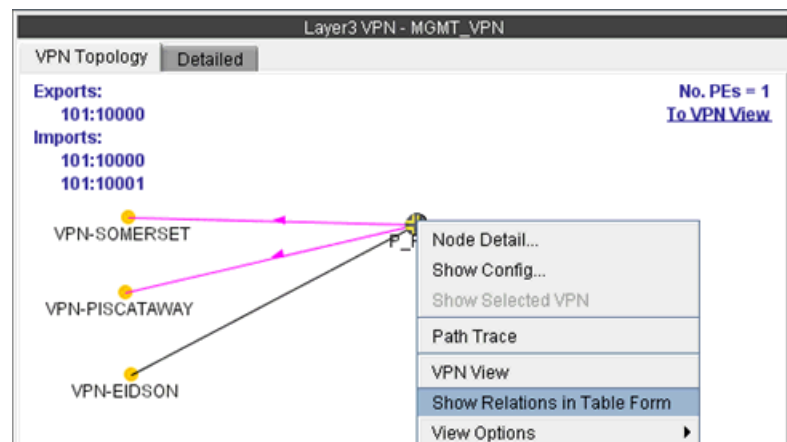 Layer3 VPN - MGMT_VPN
VPN Topology
Detailed
Exports:
101:10000
Imports:
101:10000
101:10001
No. PEs = 1
To VPN View
VPN-SOMERSET
VPN-PISCATAWAY
VPN-EIDSON
Node Detail...
Show Config...
Show Selected VPN
Path Trace
VPN View
Show Relations in Table Form
View Options